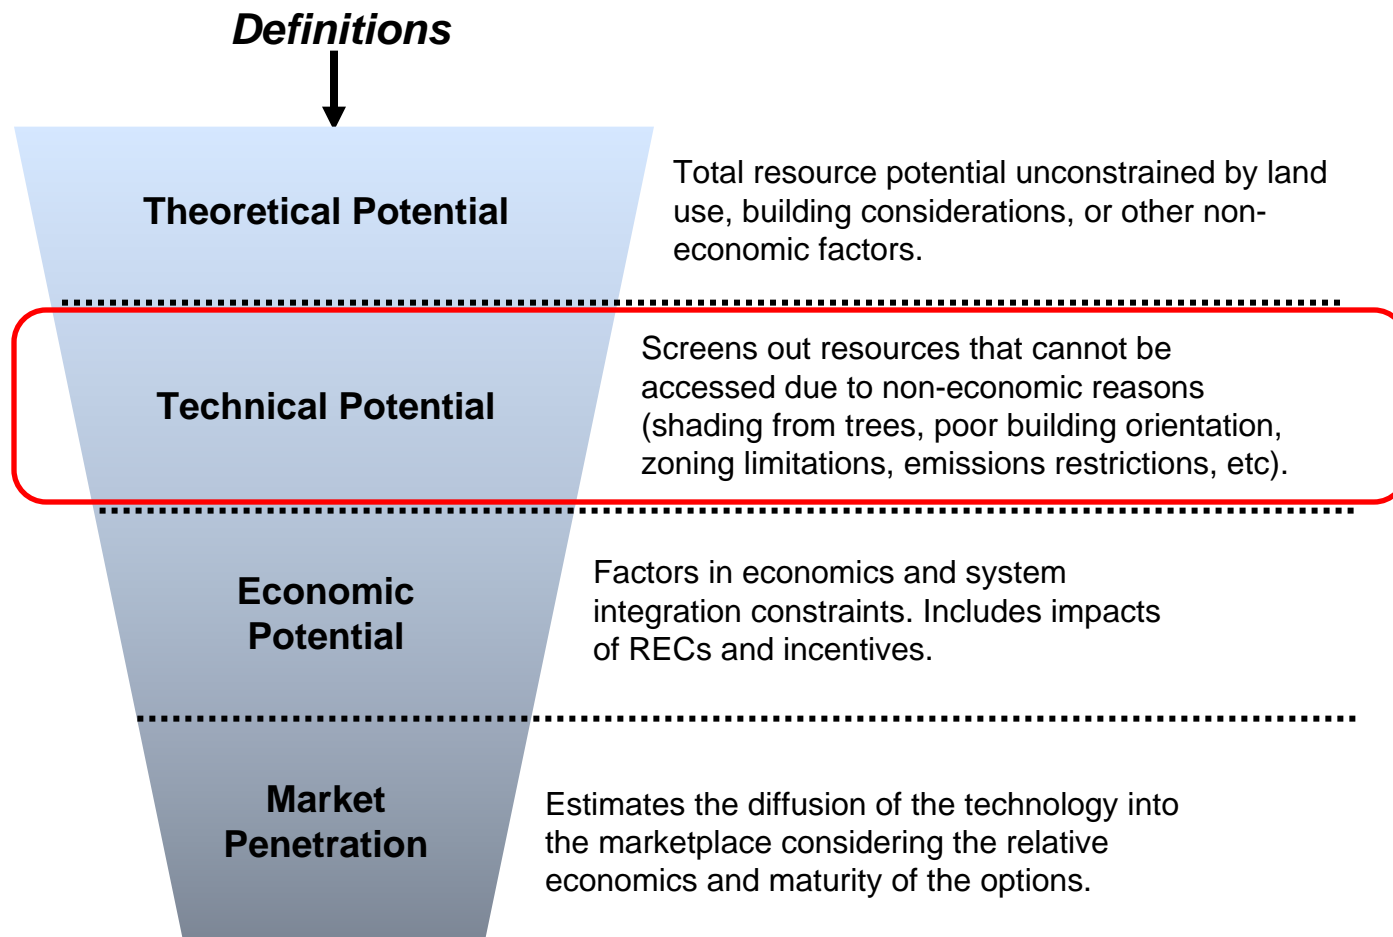 Definitions
Theoretical Potential
Total resource potential unconstrained by land
use, building considerations, or other non-
economic factors.
Technical Potential
Screens out resources that cannot be
accessed due to non-economic reasons
(shading from trees, poor building orientation,
zoning limitations, emissions restrictions, etc).
Economic
Potential
Factors in economics and system
integration constraints. Includes impacts
of RECs and incentives.
Market
Penetration
Estimates the diffusion of the technology into
the marketplace considering the relative
economics and maturity of the options.